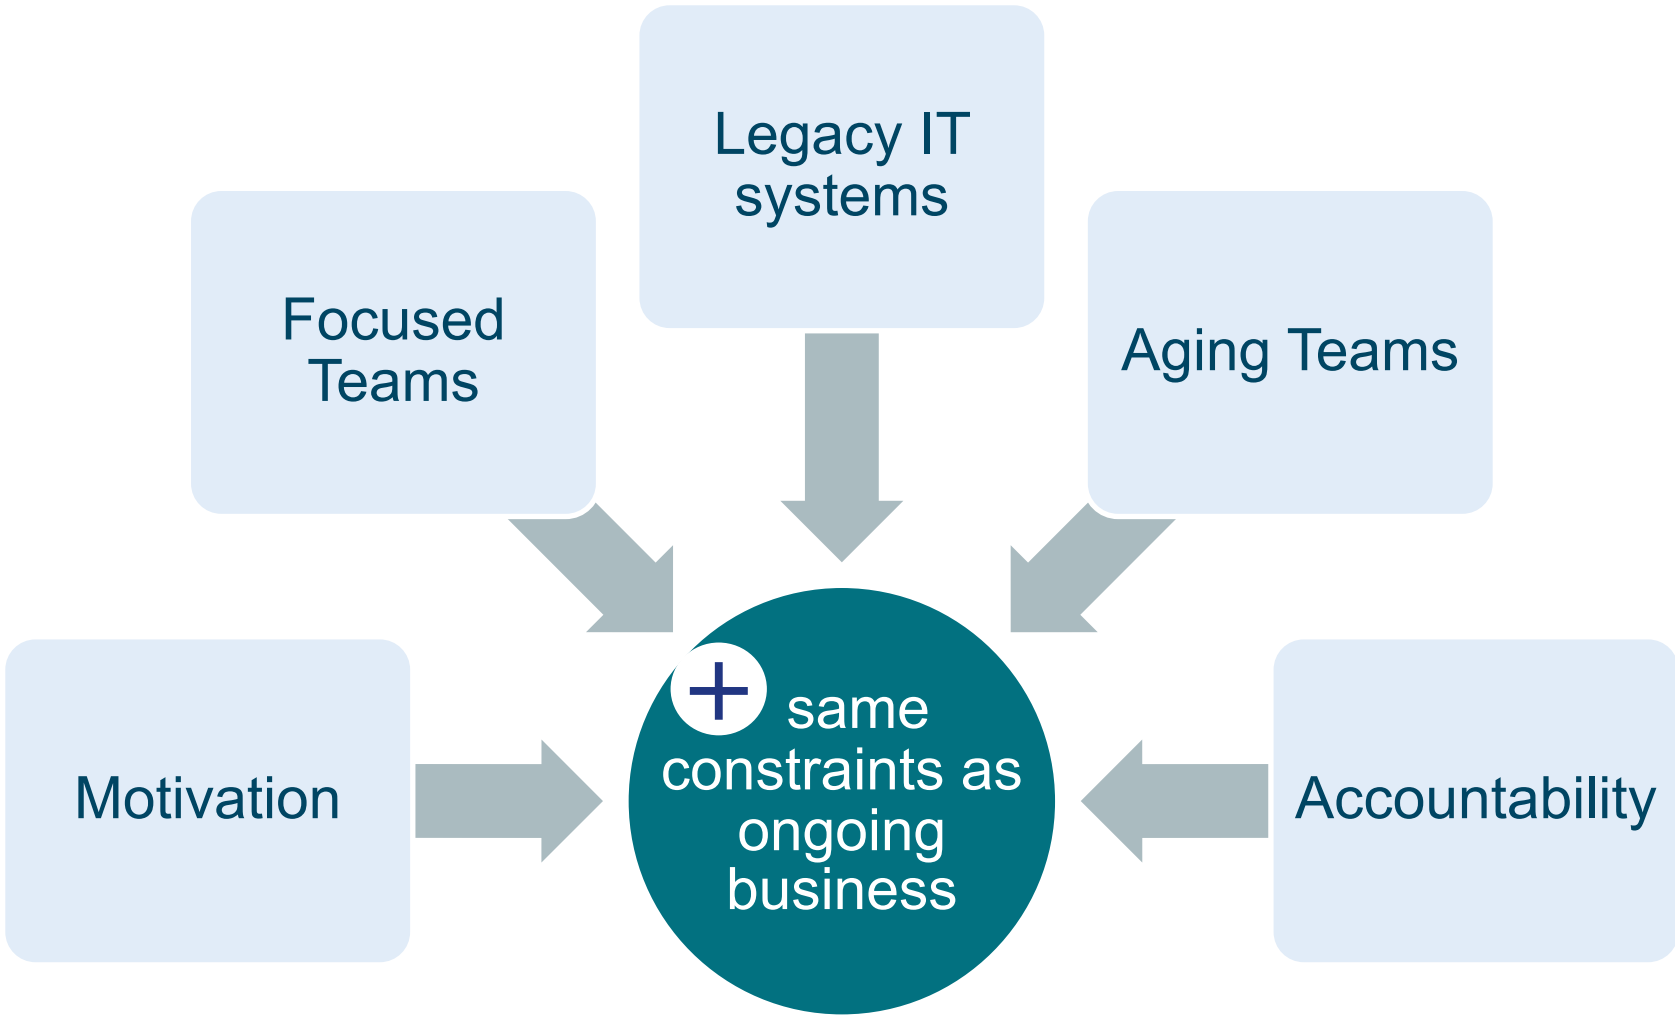 Legacy IT
systems
Focused
Teams
Aging Teams
Motivation
+ same
constraints as
ongoing
business
Accountability